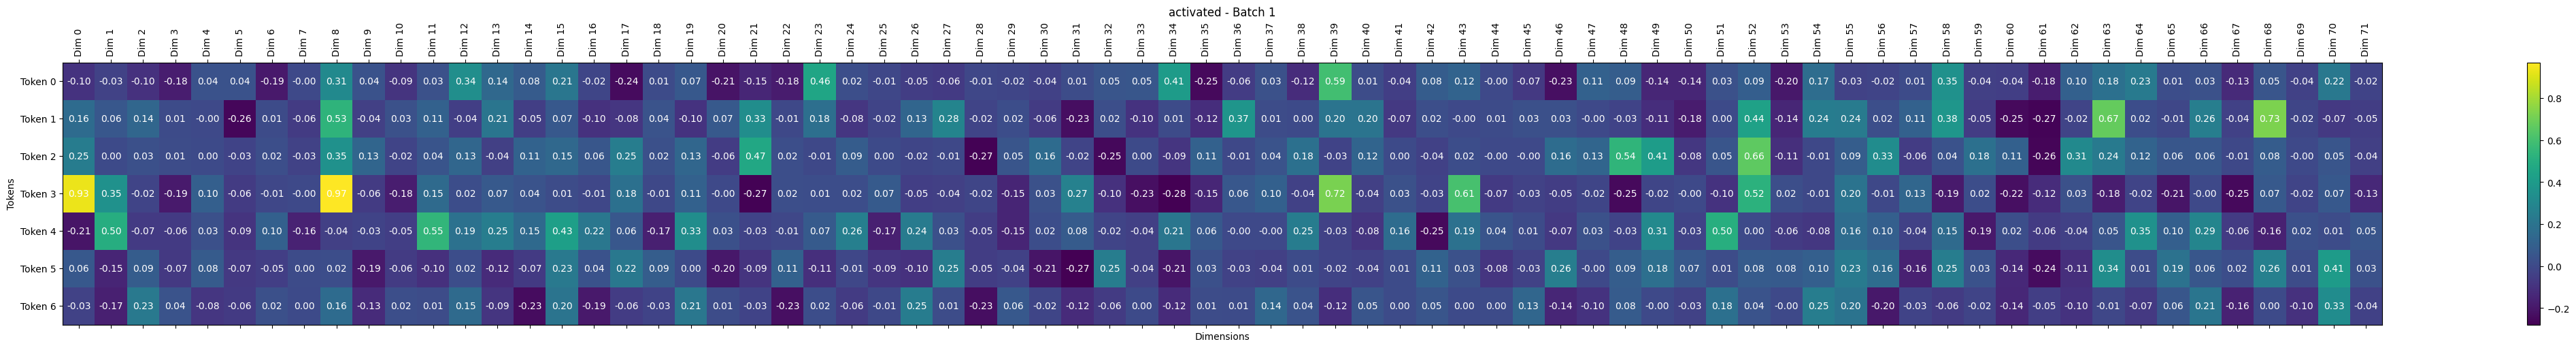 activated - Batch 1
Dim 0 Dim 1 Dim 2 Dim 3 Dim 4 Dim 5 Dim 6 Dim 7 Dim 8 Dim 9 Dim 10 Dim 11 Dim 12 Dim 13 Dim 14 Dim 15 Dim 16 Dim 17 Dim 18 Dim 19 Dim 20 Dim 21 Dim 22 Dim 23 Dim 24 Dim 25 Dim 26 Dim 27 Dim 28 Dim 29 Dim 30 Dim 31 Dim 32 Dim 33 Dim 34 Dim 35 Dim 36 Dim 37 Dim 38 Dim 39 Dim 40 Dim 41 Dim 42 Dim 43 Dim 44 Dim 45 Dim 46 Dim 47 Dim 48 Dim 49 Dim 50 Dim 51 Dim 52 Dim 53 Dim 54 Dim 55 Dim 56 Dim 57 Dim 58 Dim 59 Dim 60 Dim 61 Dim 62 Dim 63 Dim 64 Dim 65 Dim 66 Dim 67 Dim 68 Dim 69 Dim 70 Dim 71
Token 0 -0.10 -0.03 -0.10 -0.18 0.04 0.04 -0.19 -0.00 0.31 0.04 -0.09 0.03 0.34 0.14 0.08 0.21 -0.02 -0.24 0.01 0.07 -0.21 -0.15 -0.18 0.46 0.02 -0.01 -0.05 -0.06 -0.01 -0.02 -0.04 0.01 0.05 0.05 0.41 -0.25 -0.06 0.03 -0.12 0.59 0.01 -0.04 0.08 0.12 -0.00 -0.07 -0.23 0.11 0.09 -0.14 -0.14 0.03 0.09 -0.20 0.17 -0.03 -0.02 0.01 0.35 -0.04 -0.04 -0.18 0.10 0.18 0.23 0.01 0.03 -0.13 0.05 -0.04 0.22 -0.02
Token 1 0.16 0.06 0.14 0.01 -0.00 -0.26 0.01 -0.06 0.53 -0.04 0.03 0.11 -0.04 0.21 -0.05 0.07 -0.10 -0.08 0.04 -0.10 0.07 0.33 -0.01 0.18 -0.08 -0.02 0.13 0.28 -0.02 0.02 -0.06 -0.23 0.02 -0.10 0.01 -0.12 0.37 0.01 0.00 0.20 0.20 -0.07 0.02 -0.04 -0.01 0.03 0.03 -0.00 -0.03 -0.11 -0.18 0.00 0.44 -0.14 0.24 0.24 0.02 0.11 0.38 -0.05 -0.25 -0.27 -0.02 0.67 0.02 -0.01 0.26 -0.04 0.73 -0.02 -0.07 -0.05
Token 2 0.25 0.00 0.03 0.01 0.00 -0.03 0.02 -0.03 0.35 0.13 -0.02 0.04 0.13 -0.04 0.11 0.15 0.06 0.25 0.02 0.13 -0.06 0.47 0.02 -0.01 0.09 0.00 -0.02 -0.01 -0.27 0.05 0.16 -0.02 -0.25 0.00 -0.09 0.11 -0.01 0.04 0.18 -0.03 0.12 0.00 -0.04 0.02 -0.00 -0.00 0.16 0.13 0.54 0.41 -0.08 0.05 0.66 -0.11 -0.01 0.09 0.33 -0.06 0.04 0.18 0.11 -0.26 0.31 0.24 0.12 0.06 0.06 -0.01 0.08 -0.00 0.05 -0.04
Token 3 0.93 0.35 -0.02 -0.19 0.10 -0.06 -0.01 -0.00 0.97 -0.06 -0.18 0.15 0.02 0.07 0.04 0.01 -0.01 0.18 -0.01 0.11 -0.00 -0.27 0.02 0.01 0.02 0.07 -0.05 -0.04 -0.02 -0.15 0.03 0.27 -0.10 -0.23 -0.28 -0.15 0.06 0.10 -0.04 0.72 -0.04 0.03 -0.03 0.61 -0.07 -0.03 -0.05 -0.02 -0.25 -0.02 -0.00 -0.10 0.52 0.02 -0.01 0.20 -0.01 0.13 -0.19 0.02 -0.22 -0.12 0.03 -0.18 -0.02 -0.21 -0.00 -0.25 0.07 -0.02 0.07 -0.13
Token 4 -0.21 0.50 -0.07 -0.06 0.03 -0.09 0.10 -0.16 -0.04 -0.03 -0.05 0.55 0.19 0.25 0.15 0.43 0.22 0.06 -0.17 0.33 0.03 -0.03 -0.01 0.07 0.26 -0.17 0.24 0.03 -0.05 -0.15 0.02 0.08 -0.02 -0.04 0.21 0.06 -0.00 -0.00 0.25 -0.03 -0.08 0.16 -0.25 0.19 0.04 0.01 -0.07 0.03 -0.03 0.31 -0.03 0.50 0.00 -0.06 -0.08 0.16 0.10 -0.04 0.15 -0.19 0.02 -0.06 -0.04 0.05 0.35 0.10 0.29 -0.06 -0.16 0.02 0.01 0.05
Token 5 0.06 -0.15 0.09 -0.07 0.08 -0.07 -0.05 0.00 0.02 -0.19 -0.06 -0.10 0.02 -0.12 -0.07 0.23 0.04 0.22 0.09 0.00 -0.20 -0.09 0.11 -0.11 -0.01 -0.09 -0.10 0.25 -0.05 -0.04 -0.21 -0.27 0.25 -0.04 -0.21 0.03 -0.03 -0.04 0.01 -0.02 -0.04 0.01 0.11 0.03 -0.08 -0.03 0.26 -0.00 0.09 0.18 0.07 0.01 0.08 0.08 0.10 0.23 0.16 -0.16 0.25 0.03 -0.14 -0.24 -0.11 0.34 0.01 0.19 0.06 0.02 0.26 0.01 0.41 0.03
Token 6 -0.03 -0.17 0.23 0.04 -0.08 -0.06 0.02 0.00 0.16 -0.13 0.02 0.01 0.15 -0.09 -0.23 0.20 -0.19 -0.06 -0.03 0.21 0.01 -0.03 -0.23 0.02 -0.06 -0.01 0.25 0.01 -0.23 0.06 -0.02 -0.12 -0.06 0.00 -0.12 0.01 0.01 0.14 0.04 -0.12 0.05 0.00 0.05 0.00 0.00 0.13 -0.14 -0.10 0.08 -0.00 -0.03 0.18 0.04 -0.00 0.25 0.20 -0.20 -0.03 -0.06 -0.02 -0.14 -0.05 -0.10 -0.01 -0.07 0.06 0.21 -0.16 0.00 -0.10 0.33 -0.04
Tokens
Dimensions
0.8
0.6
0.4
0.2
0.0
−0.2